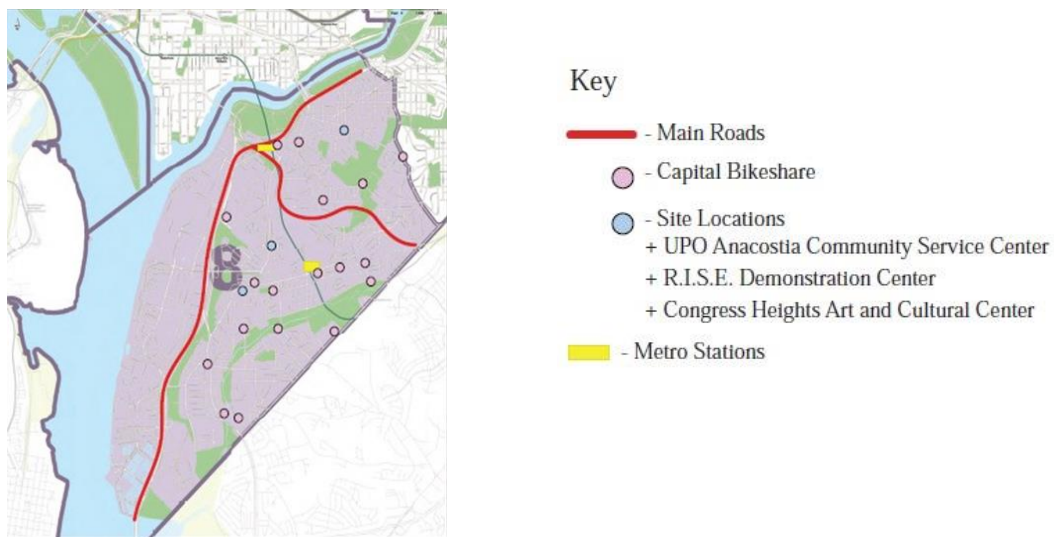 8
Key
- Main Roads
- Capital Bikeshare
- Site Locations
+ UPO Anacostia Community Service Center
+ R.I.S.E. Demonstration Center
+ Congress Heights Art and Cultural Center
- Metro Stations